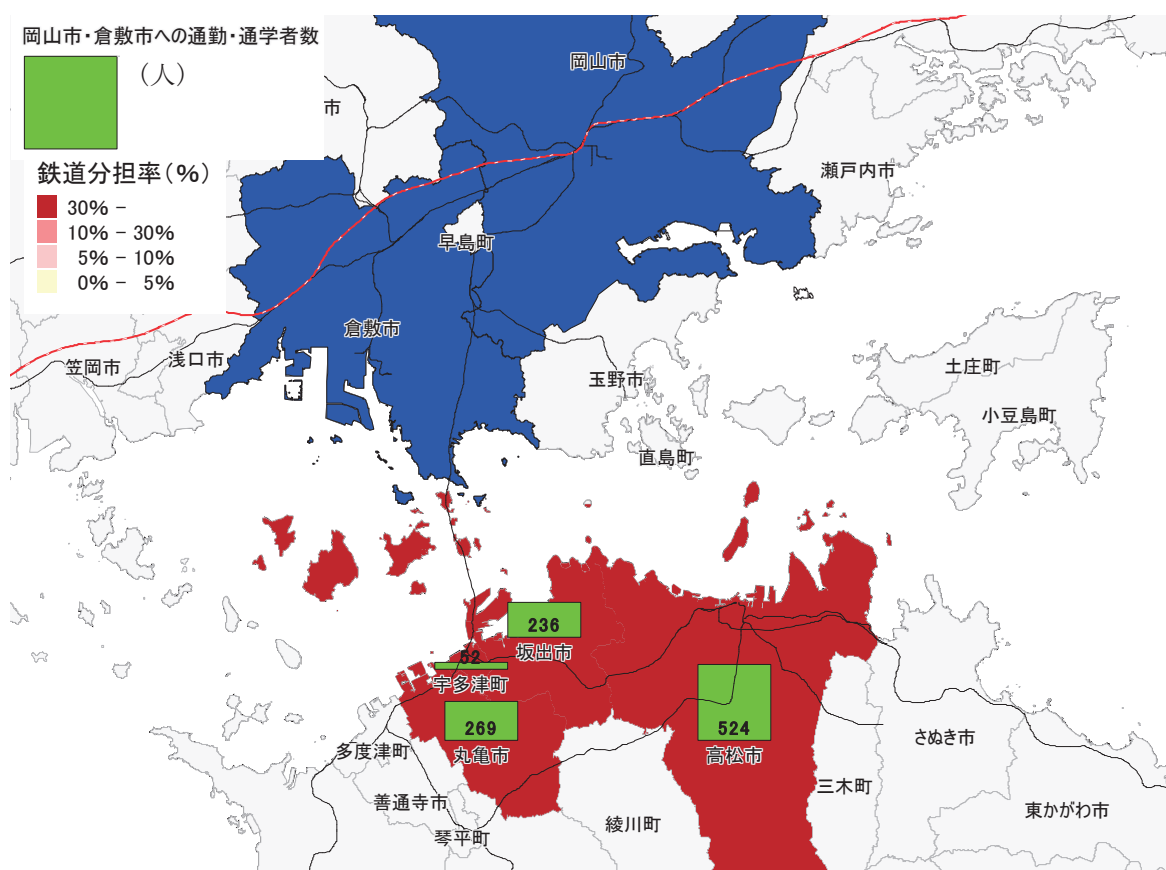 岡山市・倉敷市への通勤・通学者数
(人)
鉄道分担率(%)
30% -
10% - 30%
5% - 10%
0% - 5%
市
岡山市
瀬戸内市
早島町
倉敷市
浅口市
笠岡市
玉野市
土庄町
小豆島町
直島町
236
坂出市
52
宇多津町
269
丸亀市
524
高松市
さぬき市
多度津町
三木町
善通寺市
東かがわ市
綾川町
琴平町